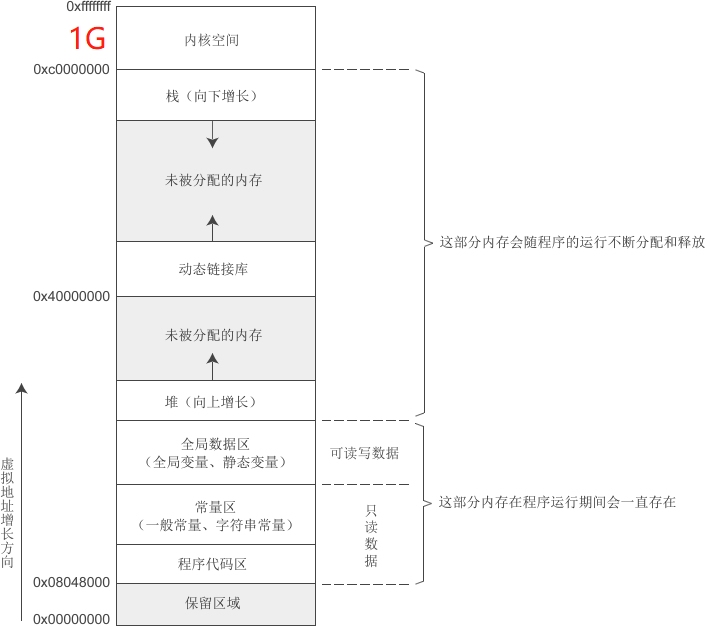 0xffffffff
1G
内核空间
0xc0000000
栈（向下增长）
未被分配的内存
这部分内存会随程序的运行不断分配和释放
动态链接库
0x40000000
未被分配的内存
堆（向上增长）
全局数据区
（全局变量、静态变量）
可读写数据
常量区
（一般常量、字符串常量）
只读数据
这部分内存在程序运行期间会一直存在
程序代码区
虚拟地址增长方向
0x08048000
保留区域
0x00000000